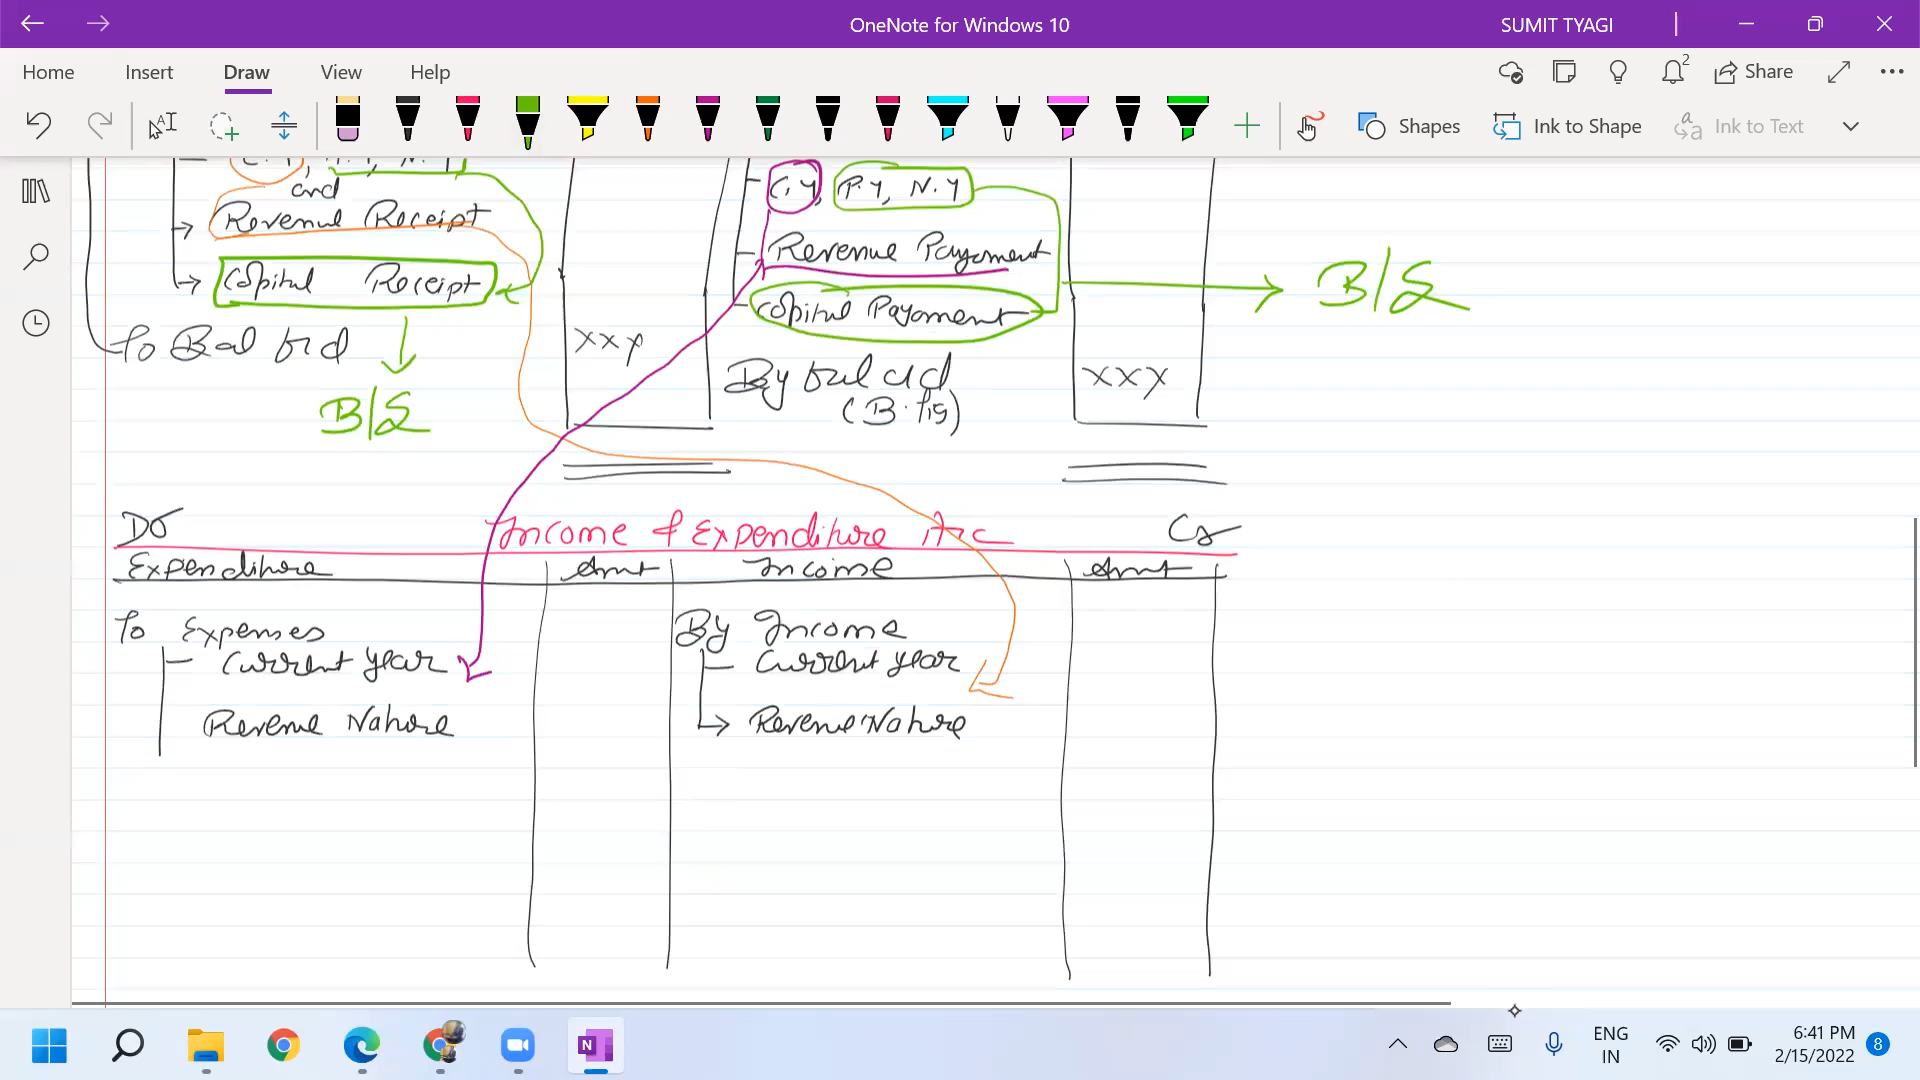 OneNote for Windows 10
SUMIT TYAGI
Home
Insert
Draw
View
Help
2
Share
Shapes
Ink to Shape
Ink to Text
and
Revenue Receipt
Capital Receipt
To Bal b/d
B/S
xxx
C.Y, P.Y, N.Y
Revenue Payment
Capital Payment
By bal c/d
(B.fig)
xxx
B/S
Dr
Income & Expenditure A/c
Cr
Expenditure
Amt
Income
Amt
To Expenses
- Current year
Revenue Nature
By Income
- Current year
Revenue Nature
ENG
IN
6:41 PM
2/15/2022
8